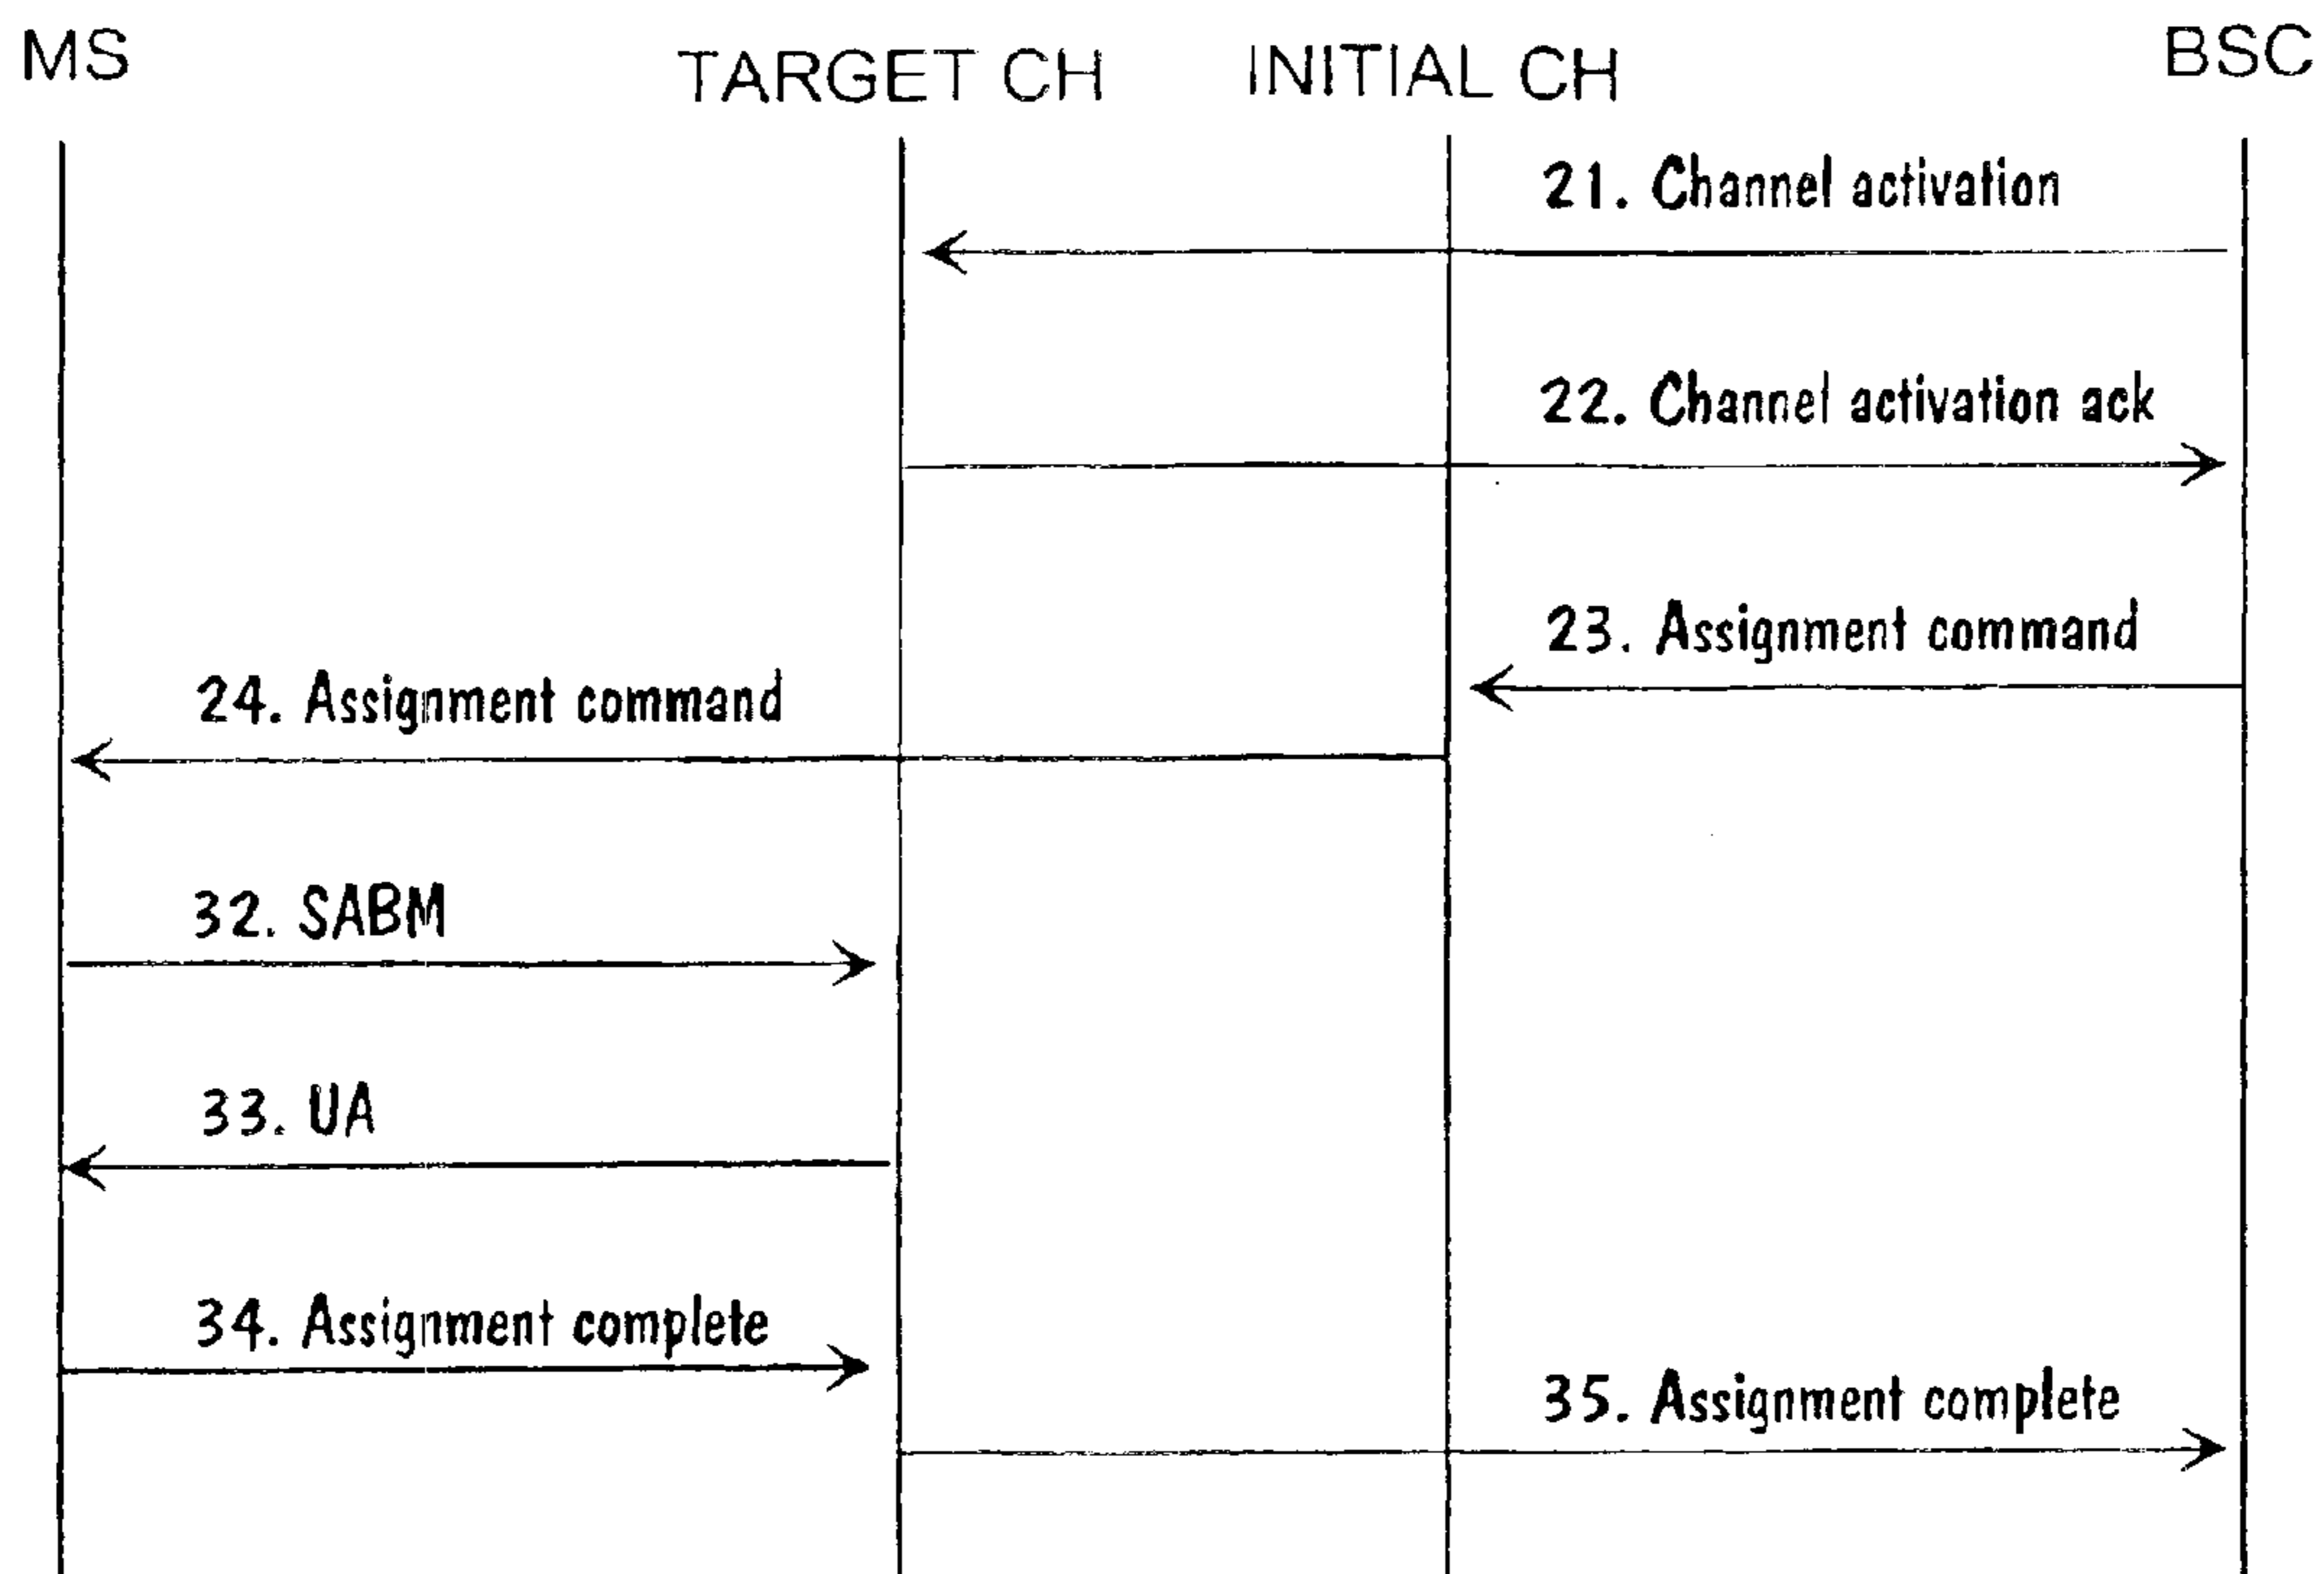 MS
TARGET CH
INITIAL CH
BSC
21. Channel activation
22. Channel activation ack
23. Assignment command
24. Assignment command
32. SABM
33. UA
34. Assignment complete
35. Assignment complete